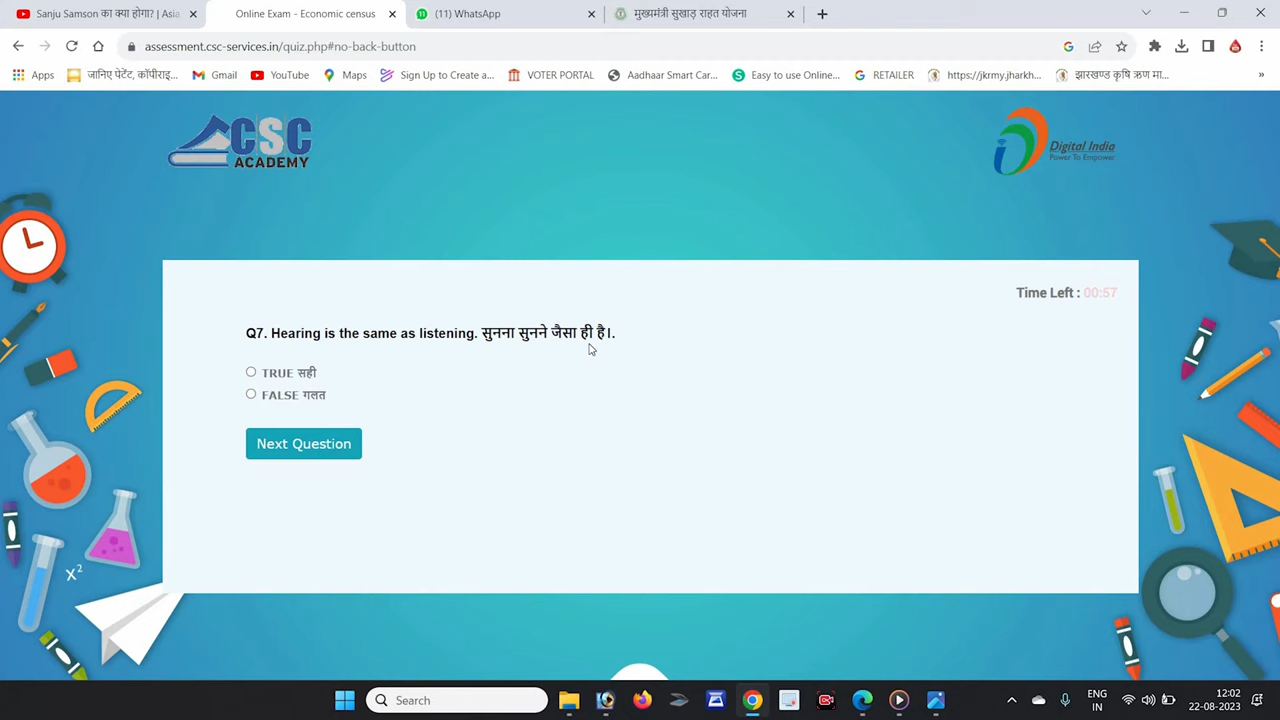 Sanju Samson का क्या होगा? | Asia
Online Exam - Economic census
(11) WhatsApp
मुख्यमंत्री सुखाड़ राहत योजना
assessment.csc-services.in/quiz.php#no-back-button
Apps
जानिए पेटेंट, कॉपीराइ...
Gmail
YouTube
Maps
Sign Up to Create a...
VOTER PORTAL
Aadhaar Smart Car...
Easy to use Online...
RETAILER
https://jkrmy.jharkh...
झारखण्ड कृषि ऋण मा...
CSC
ACADEMY
Digital India
Power To Empower
Time Left : 00:57
Q7. Hearing is the same as listening. सुनना सुनने जैसा ही है।.
TRUE सही
FALSE गलत
Next Question
x²
Search
ENG
IN
12:02
22-08-2023